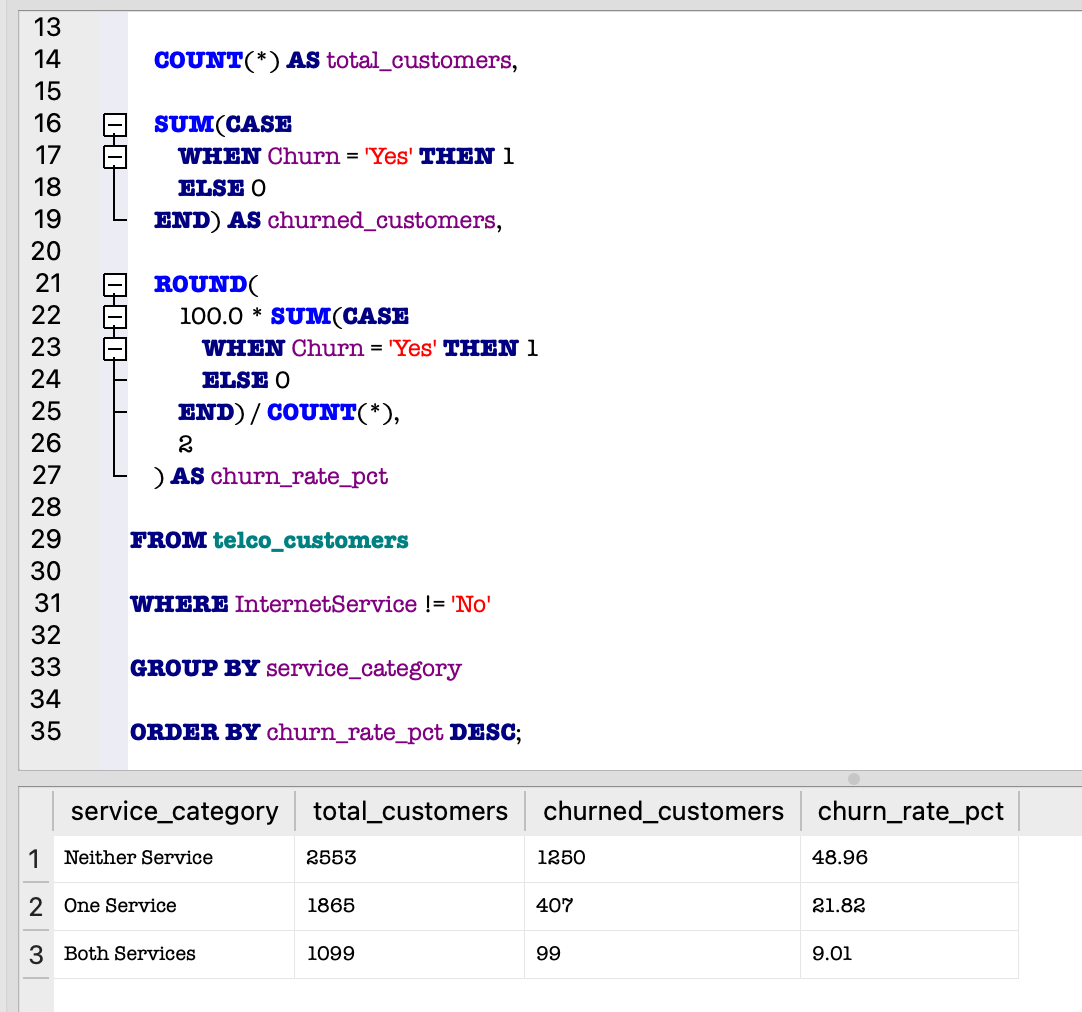 13
14 COUNT(*) AS total_customers,
15
16 SUM(CASE
17 WHEN Churn = 'Yes' THEN 1
18 ELSE 0
19 END) AS churned_customers,
20
21 ROUND(
22 100.0 * SUM(CASE
23 WHEN Churn = 'Yes' THEN 1
24 ELSE 0
25 END) / COUNT(*),
26 2
27 ) AS churn_rate_pct
28
29 FROM telco_customers
30
31 WHERE InternetService != 'No'
32
33 GROUP BY service_category
34
35 ORDER BY churn_rate_pct DESC;
service_category total_customers churned_customers churn_rate_pct
1 Neither Service 2553 1250 48.96
2 One Service 1865 407 21.82
3 Both Services 1099 99 9.01